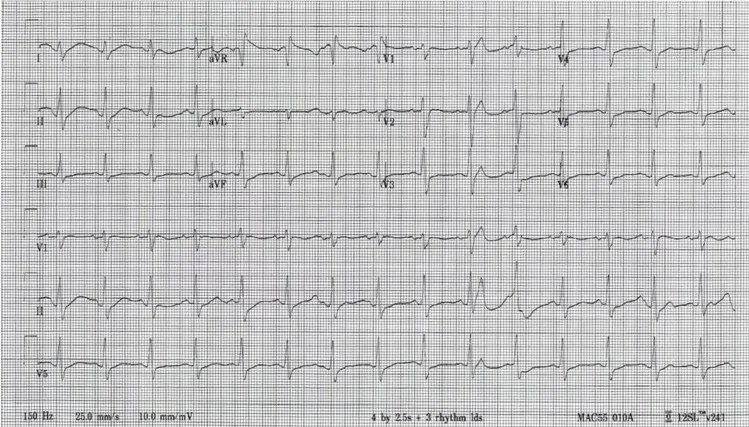 I aVR V1 V4
II aVL V2 V5
III aVF V3 V6
V1
II
V5
150 Hz 25.0 mm/s 10.0 mm/mV 4 by 2.5s + 3 rhythm lds MAC55 010A 12SL™ v241